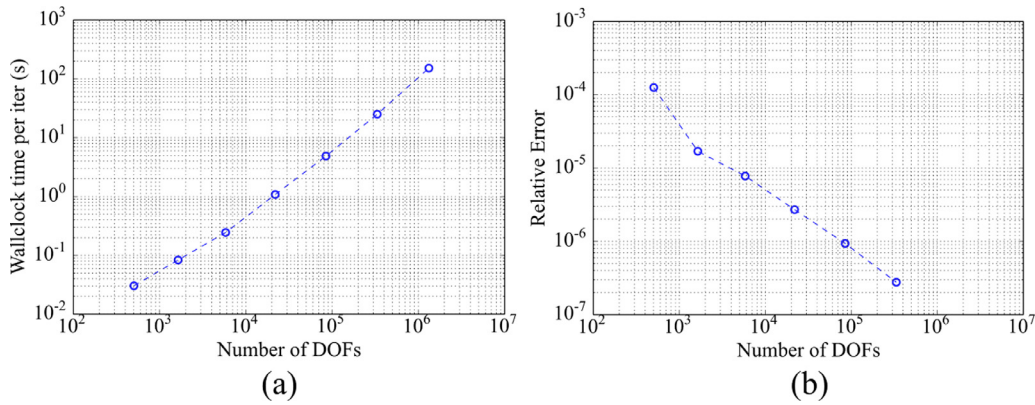 10^3
10^2
10^1
10^0
10^-1
10^-2
Wallclock time per iter (s)
10^2 10^3 10^4 10^5 10^6 10^7
Number of DOFs
(a)
10^-3
10^-4
10^-5
10^-6
10^-7
Relative Error
10^2 10^3 10^4 10^5 10^6 10^7
Number of DOFs
(b)